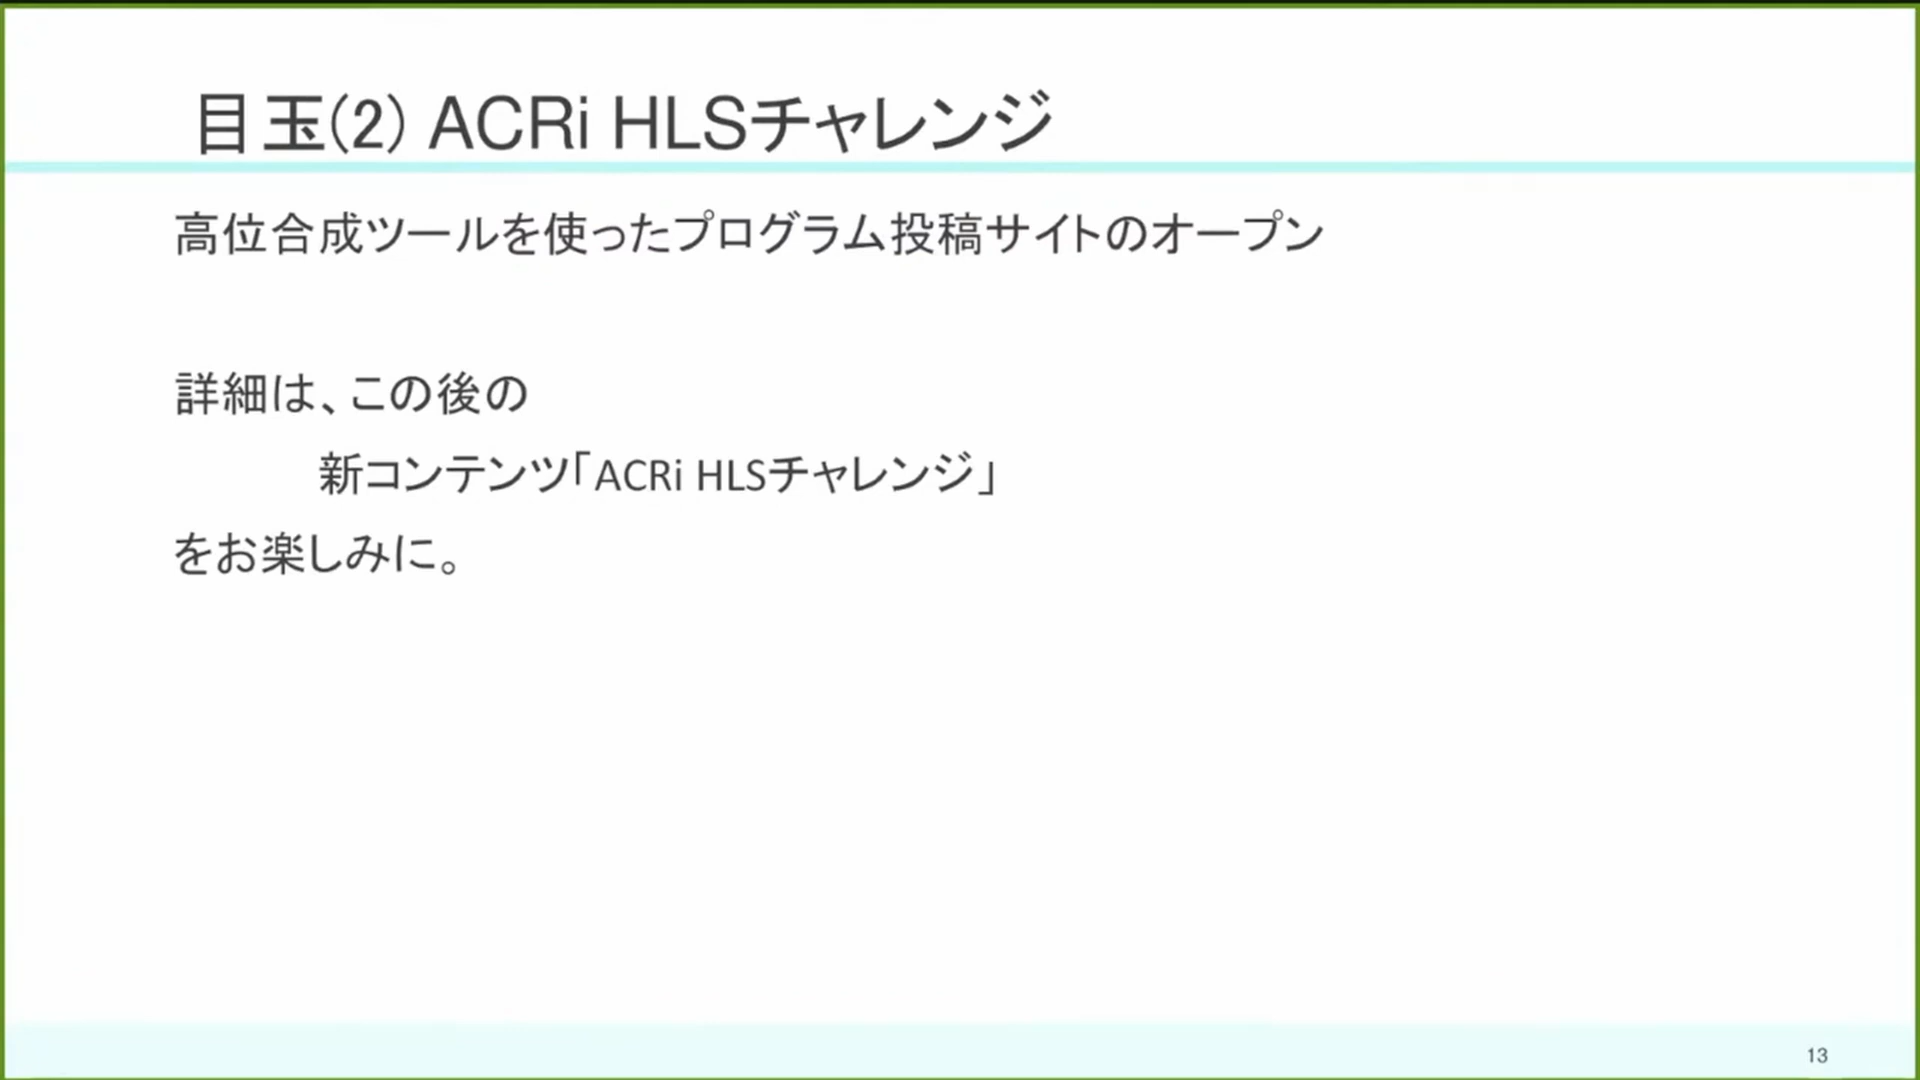 目玉(2) ACRi HLSチャレンジ
高位合成ツールを使ったプログラム投稿サイトのオープン
詳細は、この後の
新コンテンツ「ACRi HLSチャレンジ」
をお楽しみに。
13